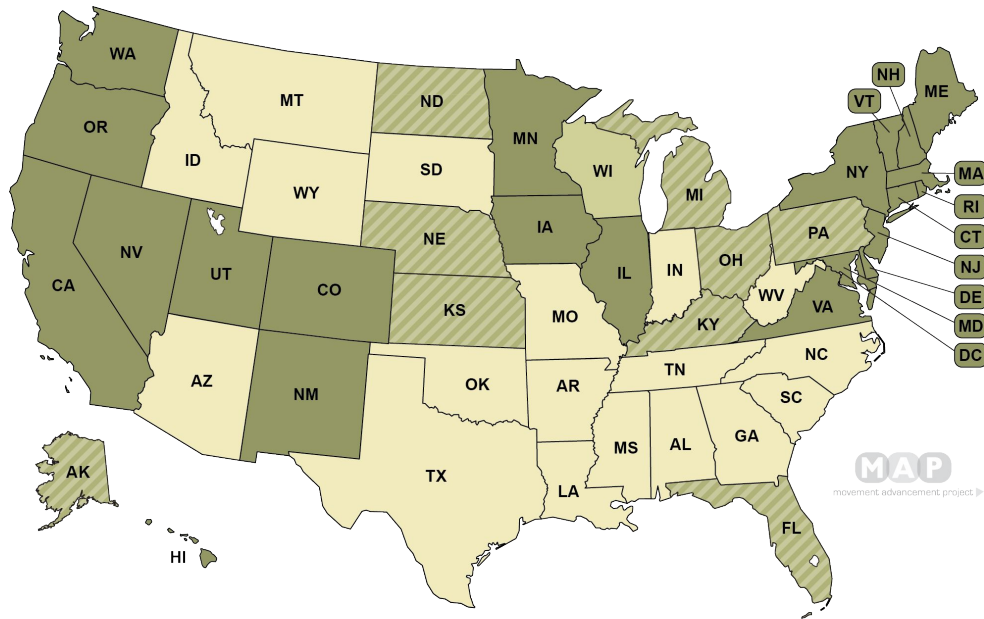 WA
OR
CA
NV
ID
MT
WY
UT
CO
AZ
NM
ND
SD
NE
KS
OK
TX
MN
IA
MO
AR
LA
WI
IL
MI
IN
OH
KY
TN
MS
AL
GA
FL
SC
NC
VA
WV
PA
NY
VT
NH
ME
MA
RI
CT
NJ
DE
MD
DC
AK
HI
MAP
movement advancement project